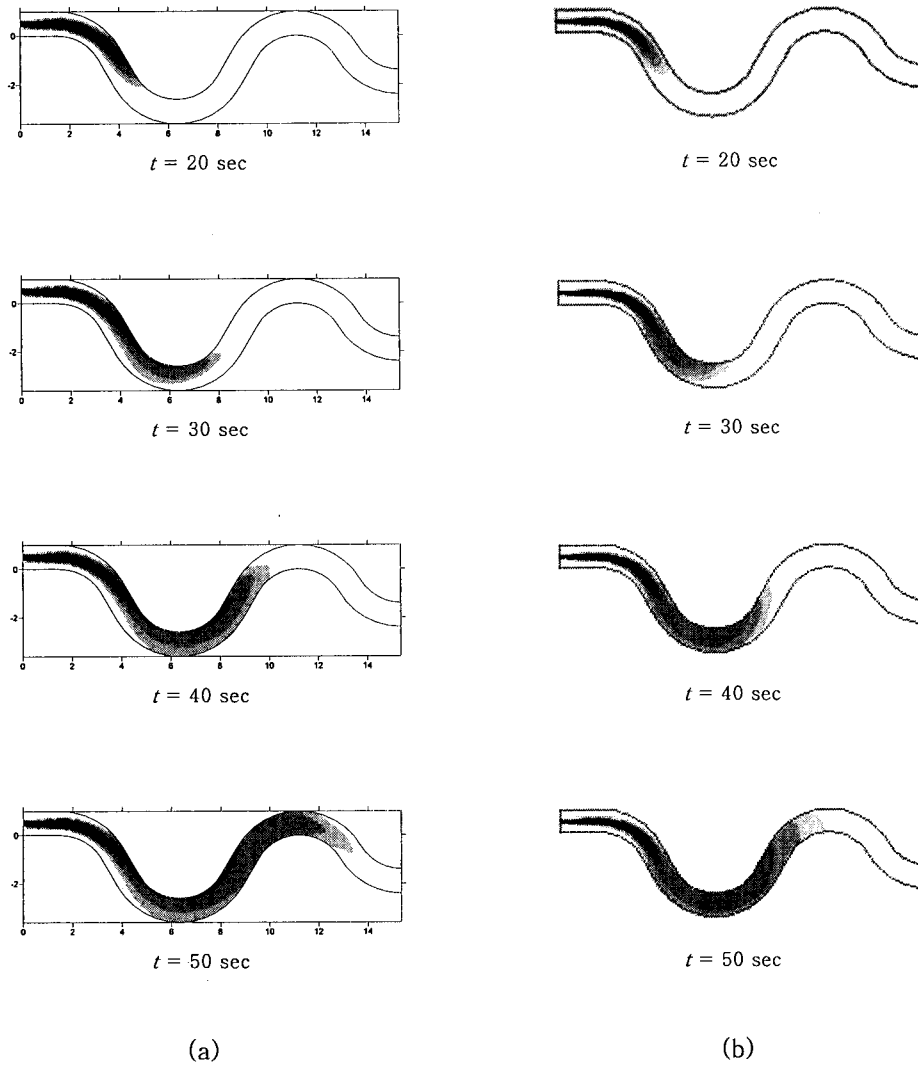 0
-2
0 2 4 6 8 10 12 14
t = 20 sec
t = 20 sec
0
-2
0 2 4 6 8 10 12 14
t = 30 sec
t = 30 sec
0
-2
0 2 4 6 8 10 12 14
t = 40 sec
t = 40 sec
0
-2
0 2 4 6 8 10 12 14
t = 50 sec
t = 50 sec
(a)
(b)